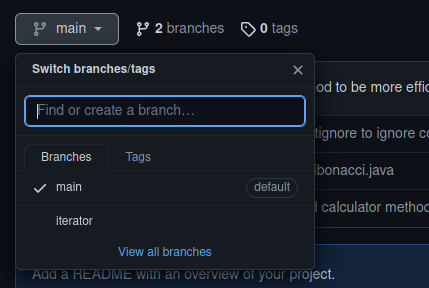 main 2 branches 0 tags
Switch branches/tags
od to be more effic
Find or create a branch…
tignore to ignore co
Branches Tags
ibonacci.java
main default
d calculator method
iterator
View all branches
Add a README with an overview of your project.